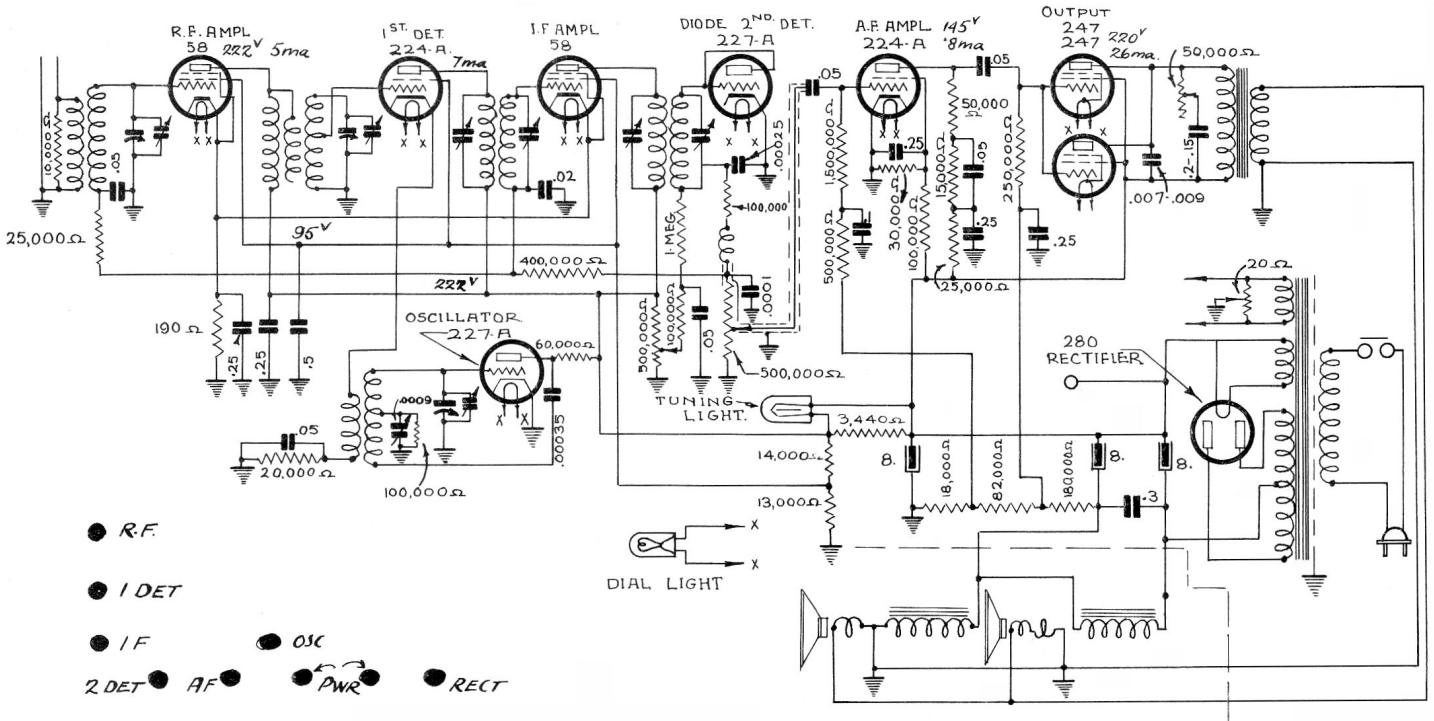 R.F. AMPL
58 222V 5ma
1ST. DET.
224-A.
7ma
I.F AMPL
58
DIODE 2ND. DET.
227-A
A.F. AMPL 145V
224-A .8ma
OUTPUT
247
247 220V
26ma.
50,000Ω
10,000Ω
.05
X X
X X
X X
X X
.05
.00025
X X
.05
50,000
Ω
X X
.02
100,000
1,500,000Ω
.25
30,000Ω
100,000Ω
15,000Ω
.05
.25
250,000Ω
.25
.2-.15
.007-.009
25,000Ω
95V
400,000Ω
222V
1-MEG.
500,000Ω
.1
25,000Ω
20Ω
190Ω
.25
.25
.5
OSCILLATOR
227-A
60,000Ω
500,000Ω
100,000Ω
.05
.0001
500,000Ω
280
RECTIFIER
TUNING
LIGHT.
.0009
X X
.00035
3,440Ω
.05
20,000Ω
100,000Ω
14,000Ω
13,000Ω
8.
18,000Ω
82,000Ω
180,000Ω
8.
.3
8.
DIAL LIGHT
X
X
R.F.
1 DET
IF
OSC
2 DET AF PWR RECT